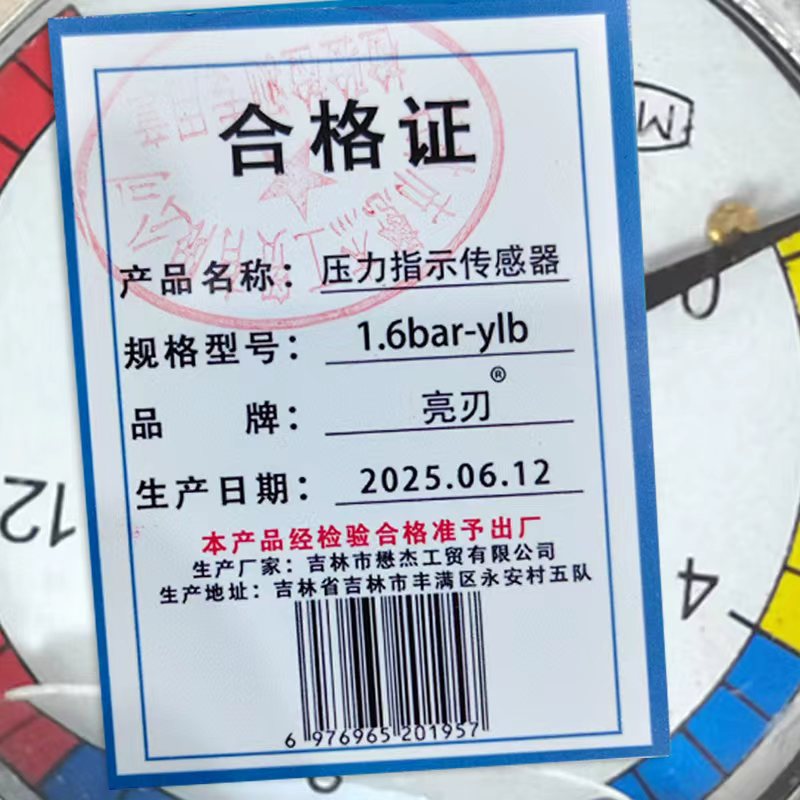 合格证
产品名称：压力指示传感器
规格型号：1.6bar-ylb
品 牌：亮刃®
生产日期：2025.06.12
本产品经检验合格准予出厂
生产厂家：吉林市懋杰工贸有限公司
生产地址：吉林省吉林市丰满区永安村五队
6 976965 201957
M
0
4
12